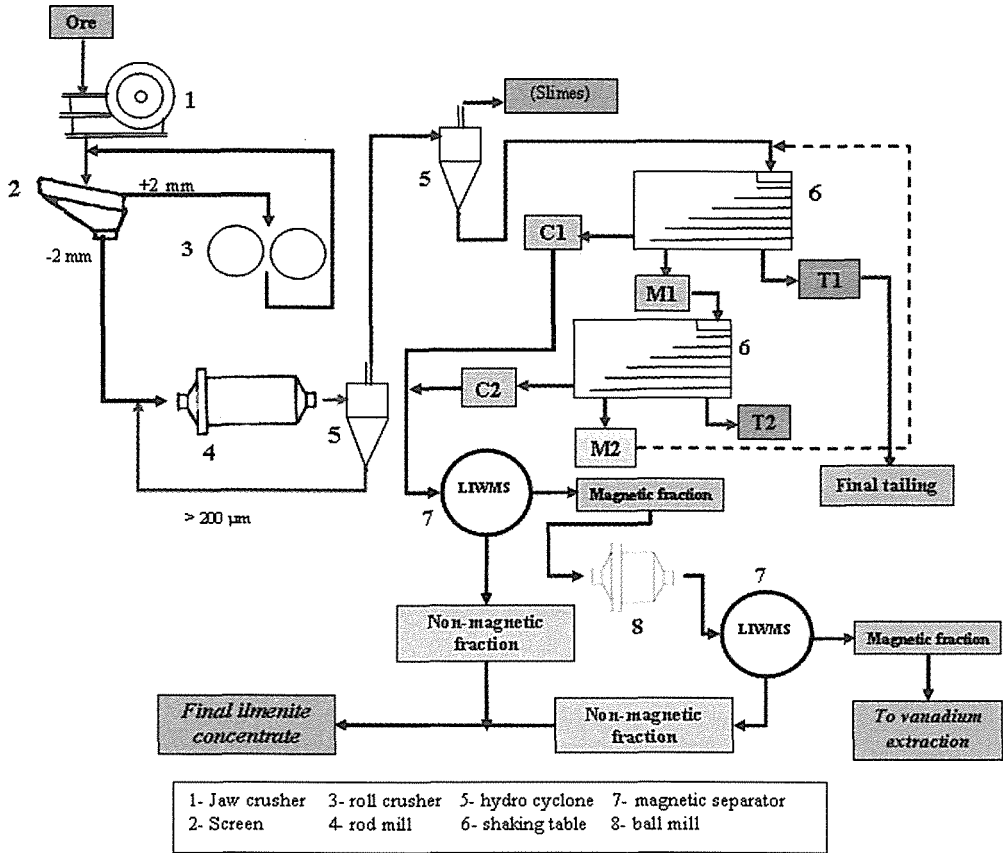 Ore
1
(Slimes)
2
+2 mm
5
6
3
C1
-2 mm
T1
M1
6
C2
T2
4
5
M2
Final tailing
LIWMS
Magnetic fraction
7
> 200 µm
7
8
LIWMS
Magnetic fraction
Non-magnetic
fraction
Final ilmenite
concentrate
Non-magnetic
fraction
To vanadium
extraction
1- Jaw crusher 3- roll crusher 5- hydro cyclone 7- magnetic separator
2- Screen 4- rod mill 6- shaking table 8- ball mill